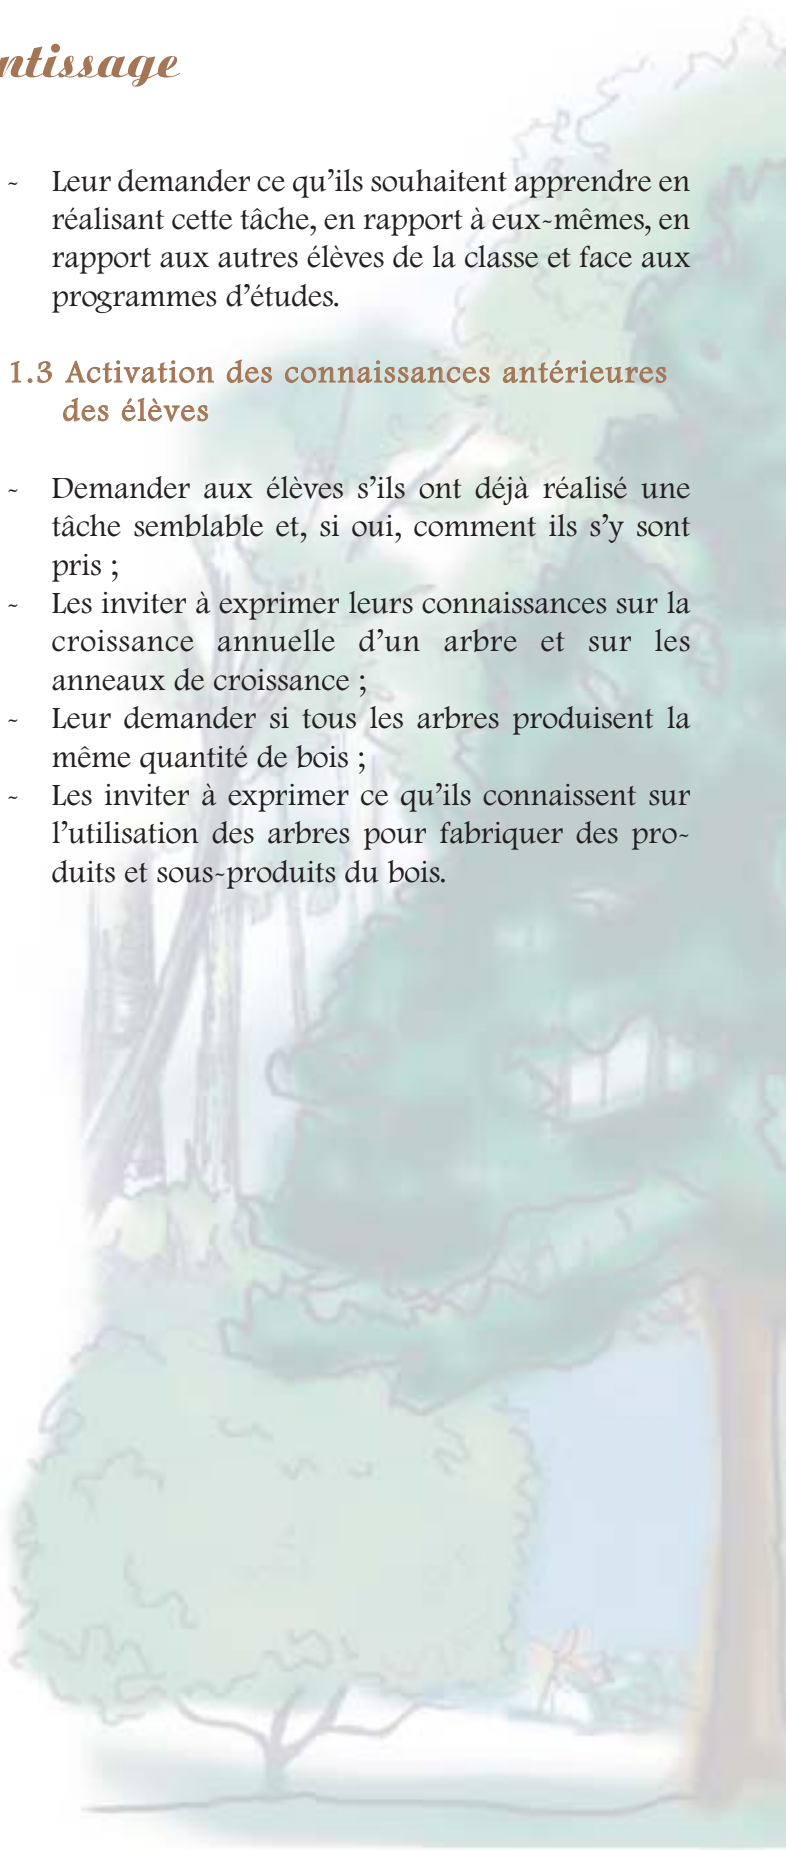 ntissage
- Leur demander ce qu'ils souhaitent apprendre en
réalisant cette tâche, en rapport à eux-mêmes, en
rapport aux autres élèves de la classe et face aux
programmes d'études.
1.3 Activation des connaissances antérieures
des élèves
- Demander aux élèves s'ils ont déjà réalisé une
tâche semblable et, si oui, comment ils s'y sont
pris ;
- Les inviter à exprimer leurs connaissances sur la
croissance annuelle d'un arbre et sur les
anneaux de croissance ;
- Leur demander si tous les arbres produisent la
même quantité de bois ;
- Les inviter à exprimer ce qu'ils connaissent sur
l'utilisation des arbres pour fabriquer des pro-
duits et sous-produits du bois.